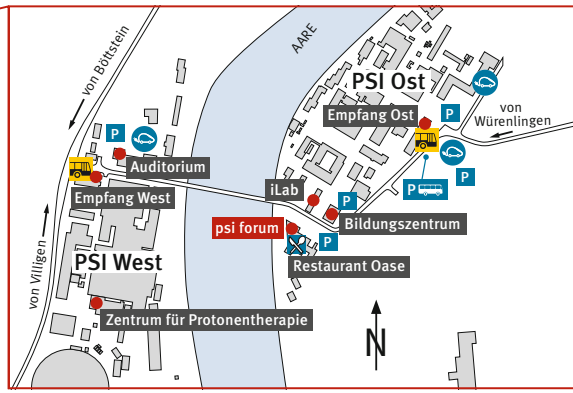 von Böttstein
AARE
PSI Ost
Empfang Ost
P
von
Würenlingen
P
Auditorium
P
P
Empfang West
iLab
P
Bildungszentrum
psi forum
P
Restaurant Oase
PSI West
von Villigen
Zentrum für Protonentherapie
N